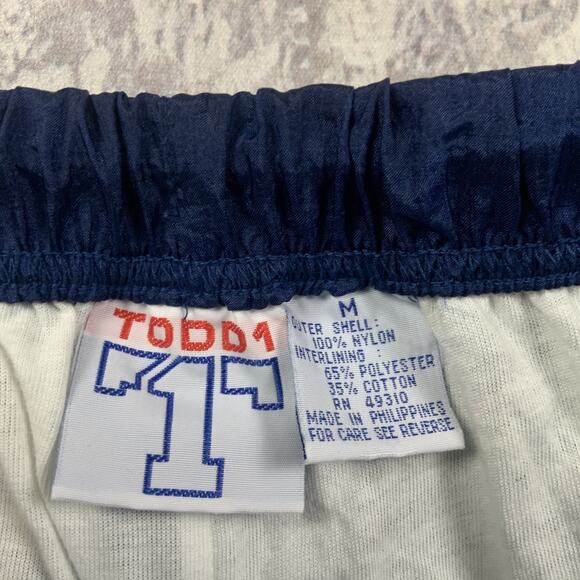 TODD1
1T
M
OUTER SHELL:
100% NYLON
INTERLINING:
65% POLYESTER
35% COTTON
RN 49310
MADE IN PHILIPPINES
FOR CARE SEE REVERSE